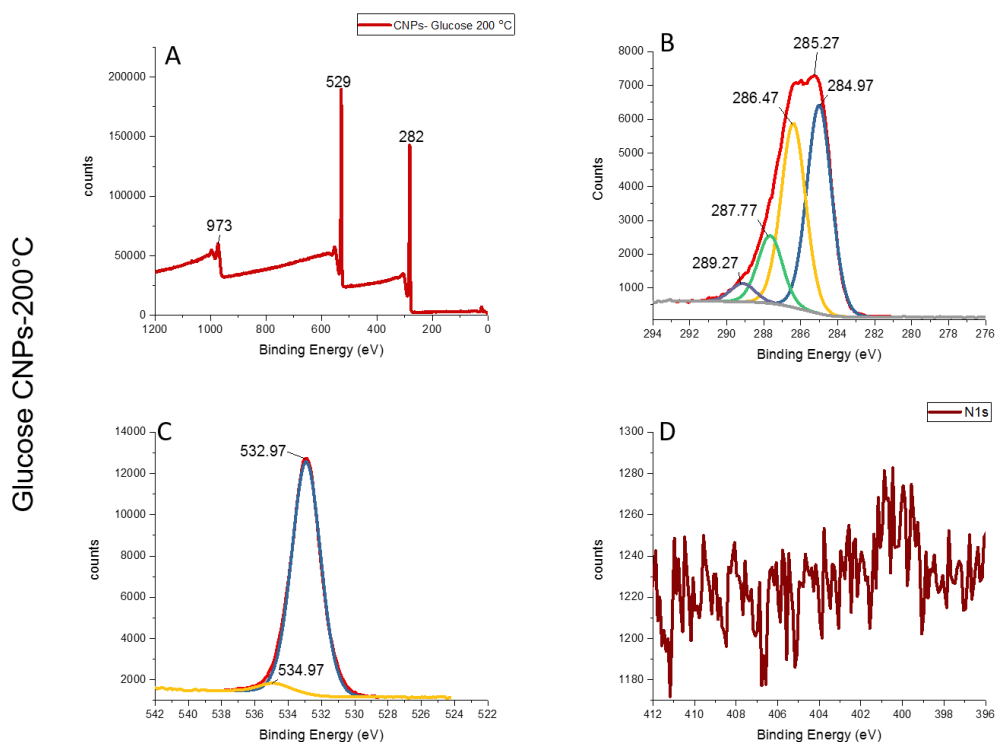 Glucose CNPs-200°C
A
CNPs- Glucose 200 °C
200000
150000
100000
50000
0
counts
973
529
282
1200 1000 800 600 400 200 0
Binding Energy (eV)
B
8000
7000
6000
5000
4000
3000
2000
1000
Counts
285.27
284.97
286.47
287.77
289.27
294 292 290 288 286 284 282 280 278 276
Binding Energy (eV)
C
14000
12000
10000
8000
6000
4000
2000
counts
532.97
534.97
542 540 538 536 534 532 530 528 526 524 522
Binding Energy (eV)
D
N1s
1300
1280
1260
1240
1220
1200
1180
counts
412 410 408 406 404 402 400 398 396
Binding Energy (eV)